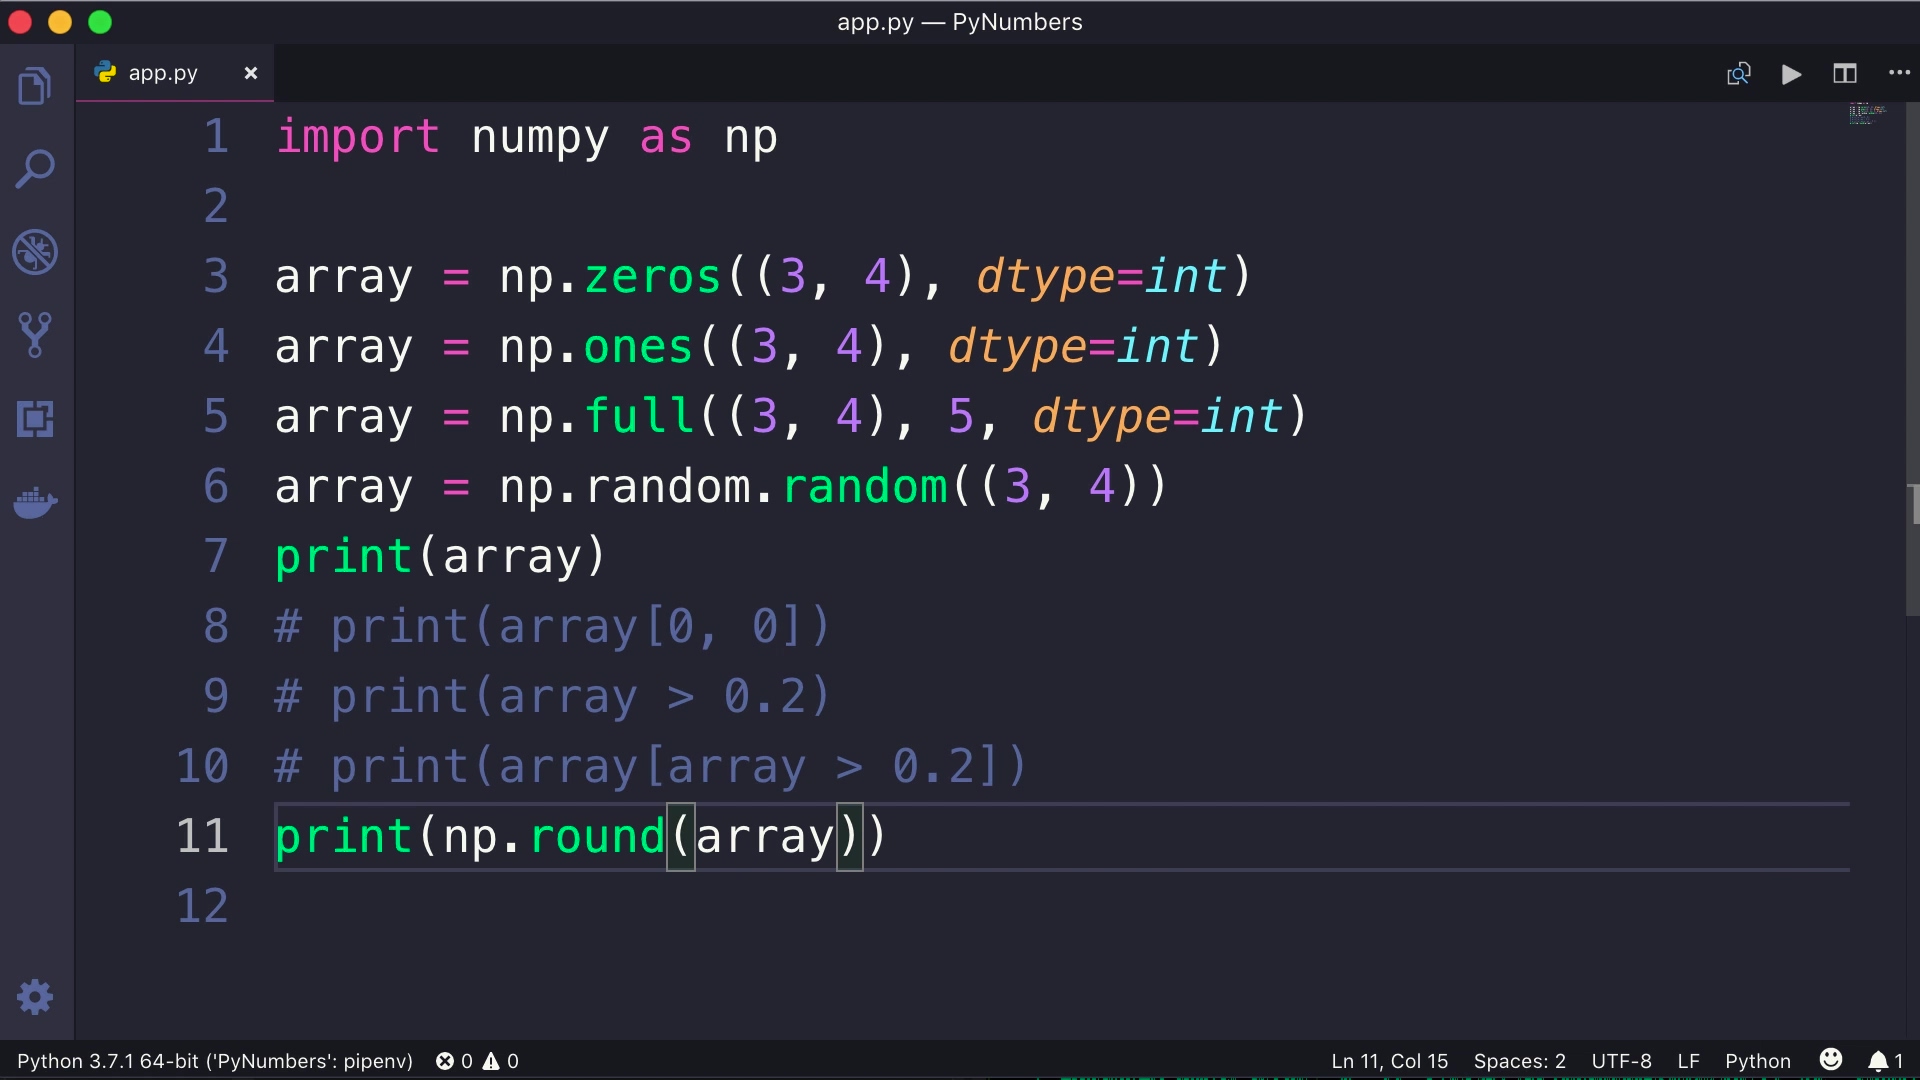 app.py — PyNumbers
app.py
1 import numpy as np
2
3 array = np.zeros((3, 4), dtype=int)
4 array = np.ones((3, 4), dtype=int)
5 array = np.full((3, 4), 5, dtype=int)
6 array = np.random.random((3, 4))
7 print(array)
8 # print(array[0, 0])
9 # print(array > 0.2)
10 # print(array[array > 0.2])
11 print(np.round(array))
12
Python 3.7.1 64-bit ('PyNumbers': pipenv) 0 0 Ln 11, Col 15 Spaces: 2 UTF-8 LF Python 1